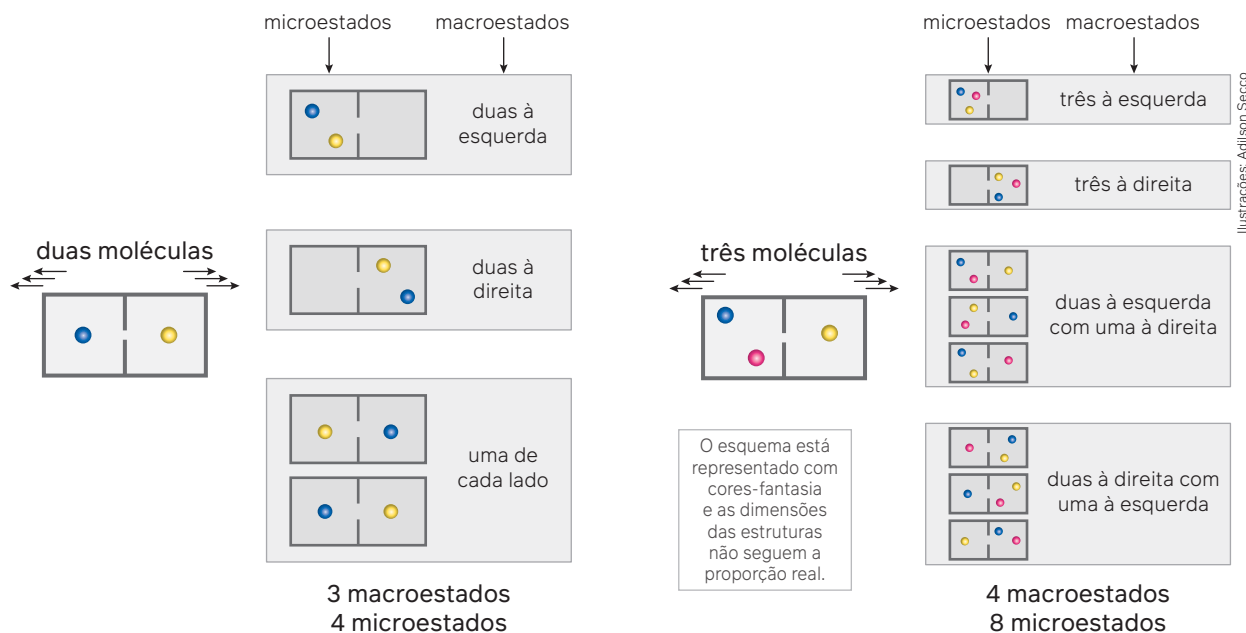 microestados
macroestados
duas à
esquerda
duas moléculas
duas à
direita
uma de
cada lado
3 macroestados
4 microestados
microestados
macroestados
três à esquerda
três à direita
três moléculas
duas à esquerda
com uma à direita
O esquema está
representado com
cores-fantasia
e as dimensões
das estruturas
não seguem a
proporção real.
duas à direita com
uma à esquerda
4 macroestados
8 microestados
Ilustrações: Adilson Secco